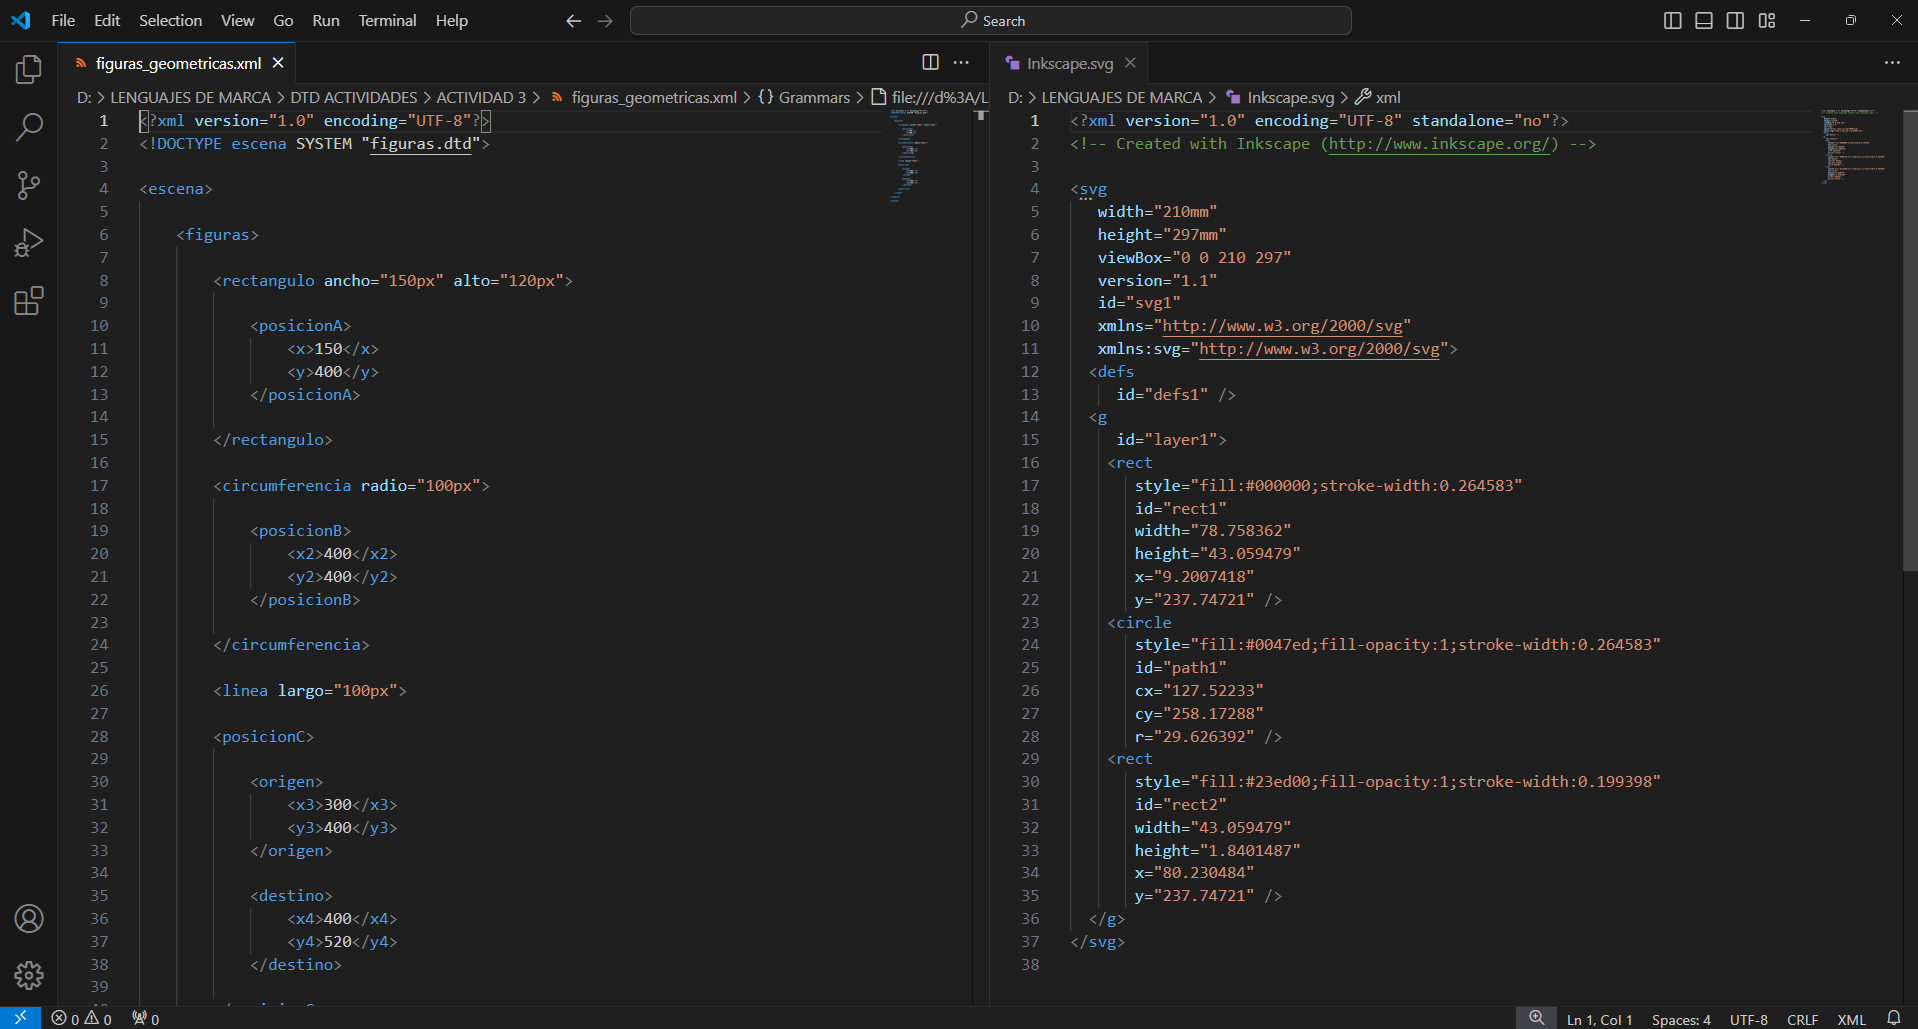 File Edit Selection View Go Run Terminal Help
Search
figuras_geometricas.xml
D: > LENGUAJES DE MARCA > DTD ACTIVIDADES > ACTIVIDAD 3 > figuras_geometricas.xml > {} Grammars > file:///d%3A/L
1 <?xml version="1.0" encoding="UTF-8"?>
2 <!DOCTYPE escena SYSTEM "figuras.dtd">
3
4 <escena>
5
6 <figuras>
7
8 <rectangulo ancho="150px" alto="120px">
9
10 <posicionA>
11 <x>150</x>
12 <y>400</y>
13 </posicionA>
14
15 </rectangulo>
16
17 <circumferencia radio="100px">
18
19 <posicionB>
20 <x2>400</x2>
21 <y2>400</y2>
22 </posicionB>
23
24 </circumferencia>
25
26 <linea largo="100px">
27
28 <posicionC>
29
30 <origen>
31 <x3>300</x3>
32 <y3>400</y3>
33 </origen>
34
35 <destino>
36 <x4>400</x4>
37 <y4>520</y4>
38 </destino>
39
Inkscape.svg
D: > LENGUAJES DE MARCA > Inkscape.svg > xml
1 <?xml version="1.0" encoding="UTF-8" standalone="no"?>
2 <!-- Created with Inkscape (http://www.inkscape.org/) -->
3
4 <svg
5 width="210mm"
6 height="297mm"
7 viewBox="0 0 210 297"
8 version="1.1"
9 id="svg1"
10 xmlns="http://www.w3.org/2000/svg"
11 xmlns:svg="http://www.w3.org/2000/svg">
12 <defs
13 id="defs1" />
14 <g
15 id="layer1">
16 <rect
17 style="fill:#000000;stroke-width:0.264583"
18 id="rect1"
19 width="78.758362"
20 height="43.059479"
21 x="9.2007418"
22 y="237.74721" />
23 <circle
24 style="fill:#0047ed;fill-opacity:1;stroke-width:0.264583"
25 id="path1"
26 cx="127.52233"
27 cy="258.17288"
28 r="29.626392" />
29 <rect
30 style="fill:#23ed00;fill-opacity:1;stroke-width:0.199398"
31 id="rect2"
32 width="43.059479"
33 height="1.8401487"
34 x="80.230484"
35 y="237.74721" />
36 </g>
37 </svg>
38
0 0 0
Ln 1, Col 1 Spaces: 4 UTF-8 CRLF XML